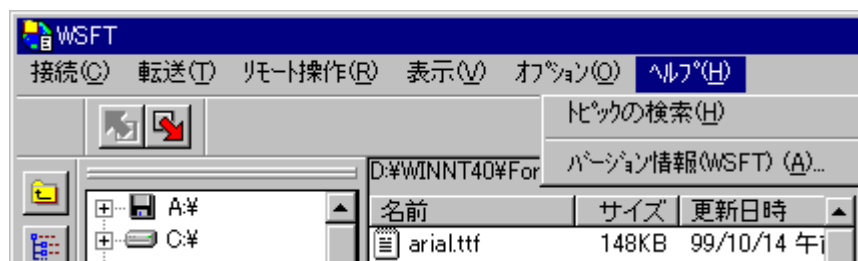 WSFT
接続(C) 転送(T) ﾘﾓｰﾄ操作(R) 表示(V) ｵﾌﾟｼｮﾝ(O) ﾍﾙﾌﾟ(H)
ﾄﾋﾟｯｸの検索(H)
ﾊﾞｰｼﾞｮﾝ情報(WSFT) (A)...
D:¥WINNT40¥For
A:¥
C:¥
名前 サイズ 更新日時
arial.ttf 148KB 99/10/14